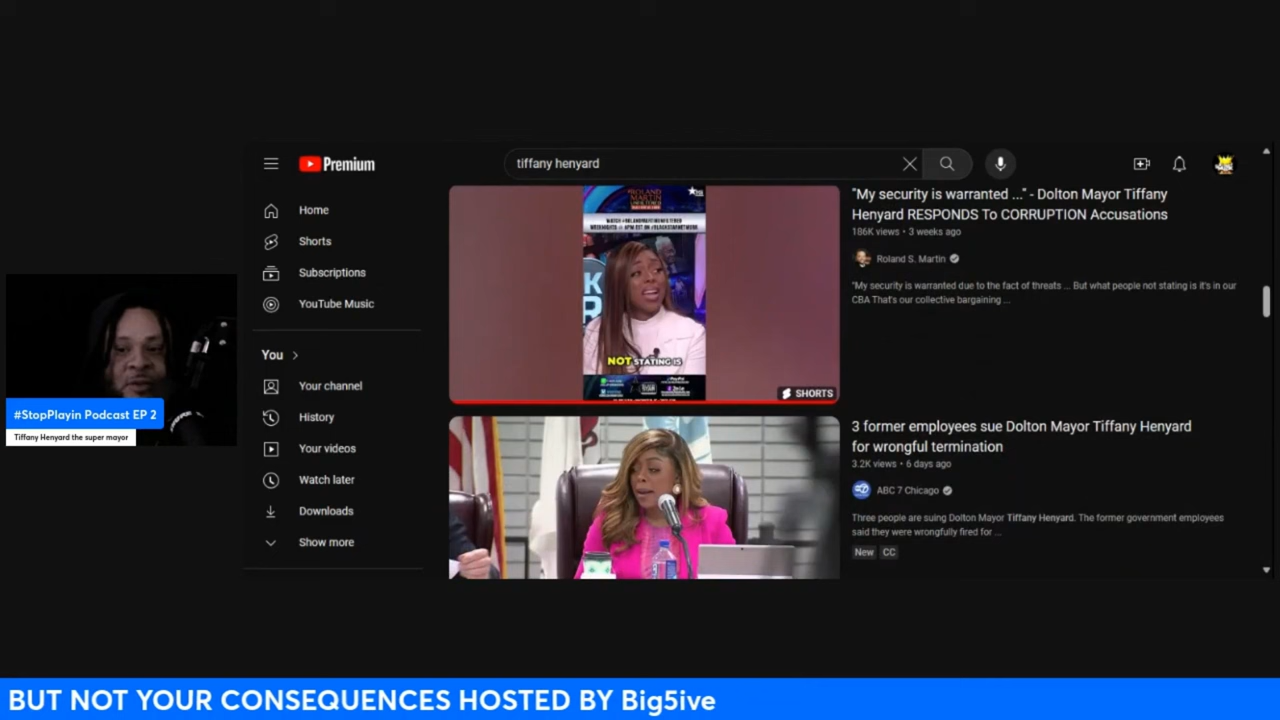 Premium
tiffany henyard
Home
Shorts
Subscriptions
YouTube Music
You
Your channel
History
Your videos
Watch later
Downloads
Show more
ROLAND
MARTIN
UNFILTERED
NOT STATING IS
SHORTS
"My security is warranted ..." - Dolton Mayor Tiffany
Henyard RESPONDS To CORRUPTION Accusations
186K views • 3 weeks ago
Roland S. Martin
"My security is warranted due to the fact of threats ... But what people not stating is it's in our
CBA That's our collective bargaining ...
3 former employees sue Dolton Mayor Tiffany Henyard
for wrongful termination
3.2K views • 6 days ago
ABC 7 Chicago
Three people are suing Dolton Mayor Tiffany Henyard. The former government employees
said they were wrongfully fired for ...
New CC
#StopPlayin Podcast EP 2
Tiffany Henyard the super mayor
BUT NOT YOUR CONSEQUENCES HOSTED BY Big5ive